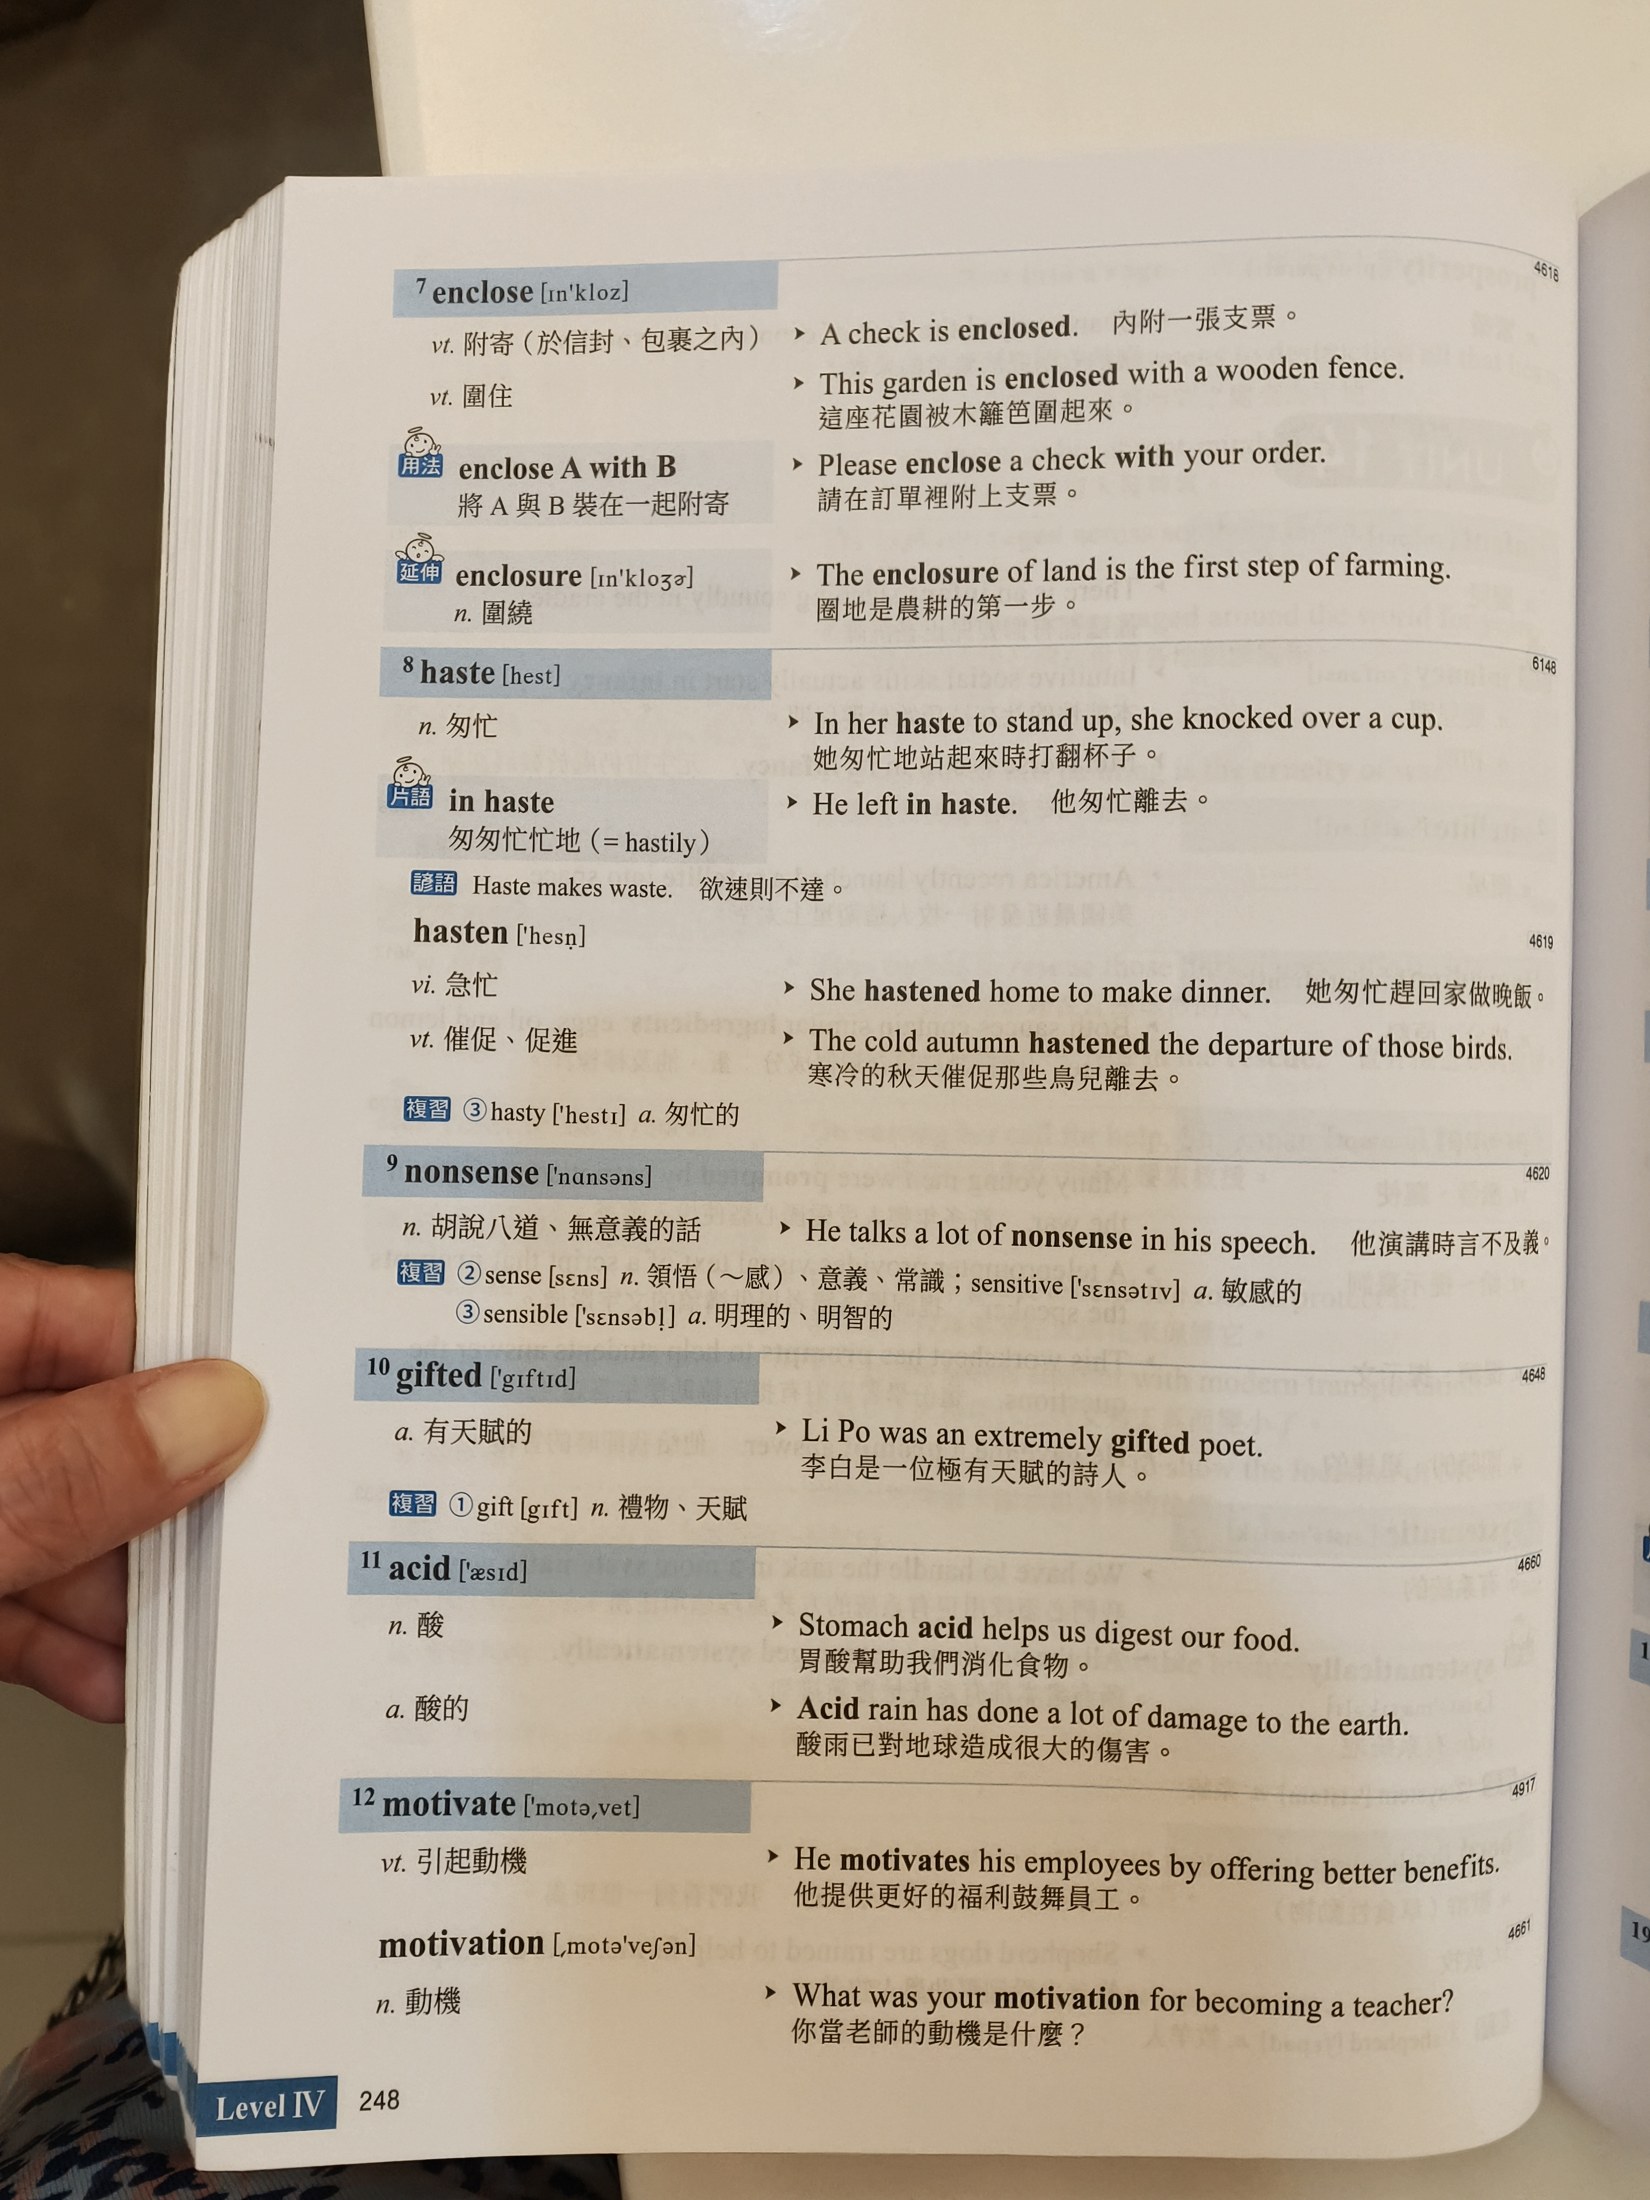 4618
7 enclose [ɪn'kloz]
vt. 附寄（於信封、包裹之內） ➤ A check is enclosed. 內附一張支票。
vt. 圍住 ➤ This garden is enclosed with a wooden fence.
這座花園被木籬笆圍起來。
用法 enclose A with B ➤ Please enclose a check with your order.
將 A 與 B 裝在一起附寄 請在訂單裡附上支票。
延伸 enclosure [ɪn'kloʒɚ] ➤ The enclosure of land is the first step of farming.
n. 圍繞 圈地是農耕的第一步。
8 haste [hest] 6148
n. 匆忙 ➤ In her haste to stand up, she knocked over a cup.
她匆忙地站起來時打翻杯子。
片語 in haste ➤ He left in haste. 他匆忙離去。
匆匆忙忙地（= hastily）
諺語 Haste makes waste. 欲速則不達。
hasten ['hesn̩] 4619
vi. 急忙 ➤ She hastened home to make dinner. 她匆忙趕回家做晚飯。
vt. 催促、促進 ➤ The cold autumn hastened the departure of those birds.
寒冷的秋天催促那些鳥兒離去。
複習 ③hasty ['hestɪ] a. 匆忙的
9 nonsense ['nɑnsəns] 4620
n. 胡說八道、無意義的話 ➤ He talks a lot of nonsense in his speech. 他演講時言不及義。
複習 ②sense [sɛns] n. 領悟（～感）、意義、常識；sensitive ['sɛnsətɪv] a. 敏感的
③sensible ['sɛnsəbl̩] a. 明理的、明智的
10 gifted ['gɪftɪd] 4648
a. 有天賦的 ➤ Li Po was an extremely gifted poet.
李白是一位極有天賦的詩人。
複習 ①gift [gɪft] n. 禮物、天賦
11 acid ['æsɪd] 4660
n. 酸 ➤ Stomach acid helps us digest our food.
胃酸幫助我們消化食物。
a. 酸的 ➤ Acid rain has done a lot of damage to the earth.
酸雨已對地球造成很大的傷害。
12 motivate ['motə͵vet] 4917
vt. 引起動機 ➤ He motivates his employees by offering better benefits.
他提供更好的福利鼓舞員工。
motivation [͵motə'veʃən] 4661
n. 動機 ➤ What was your motivation for becoming a teacher?
你當老師的動機是什麼？
Level IV 248